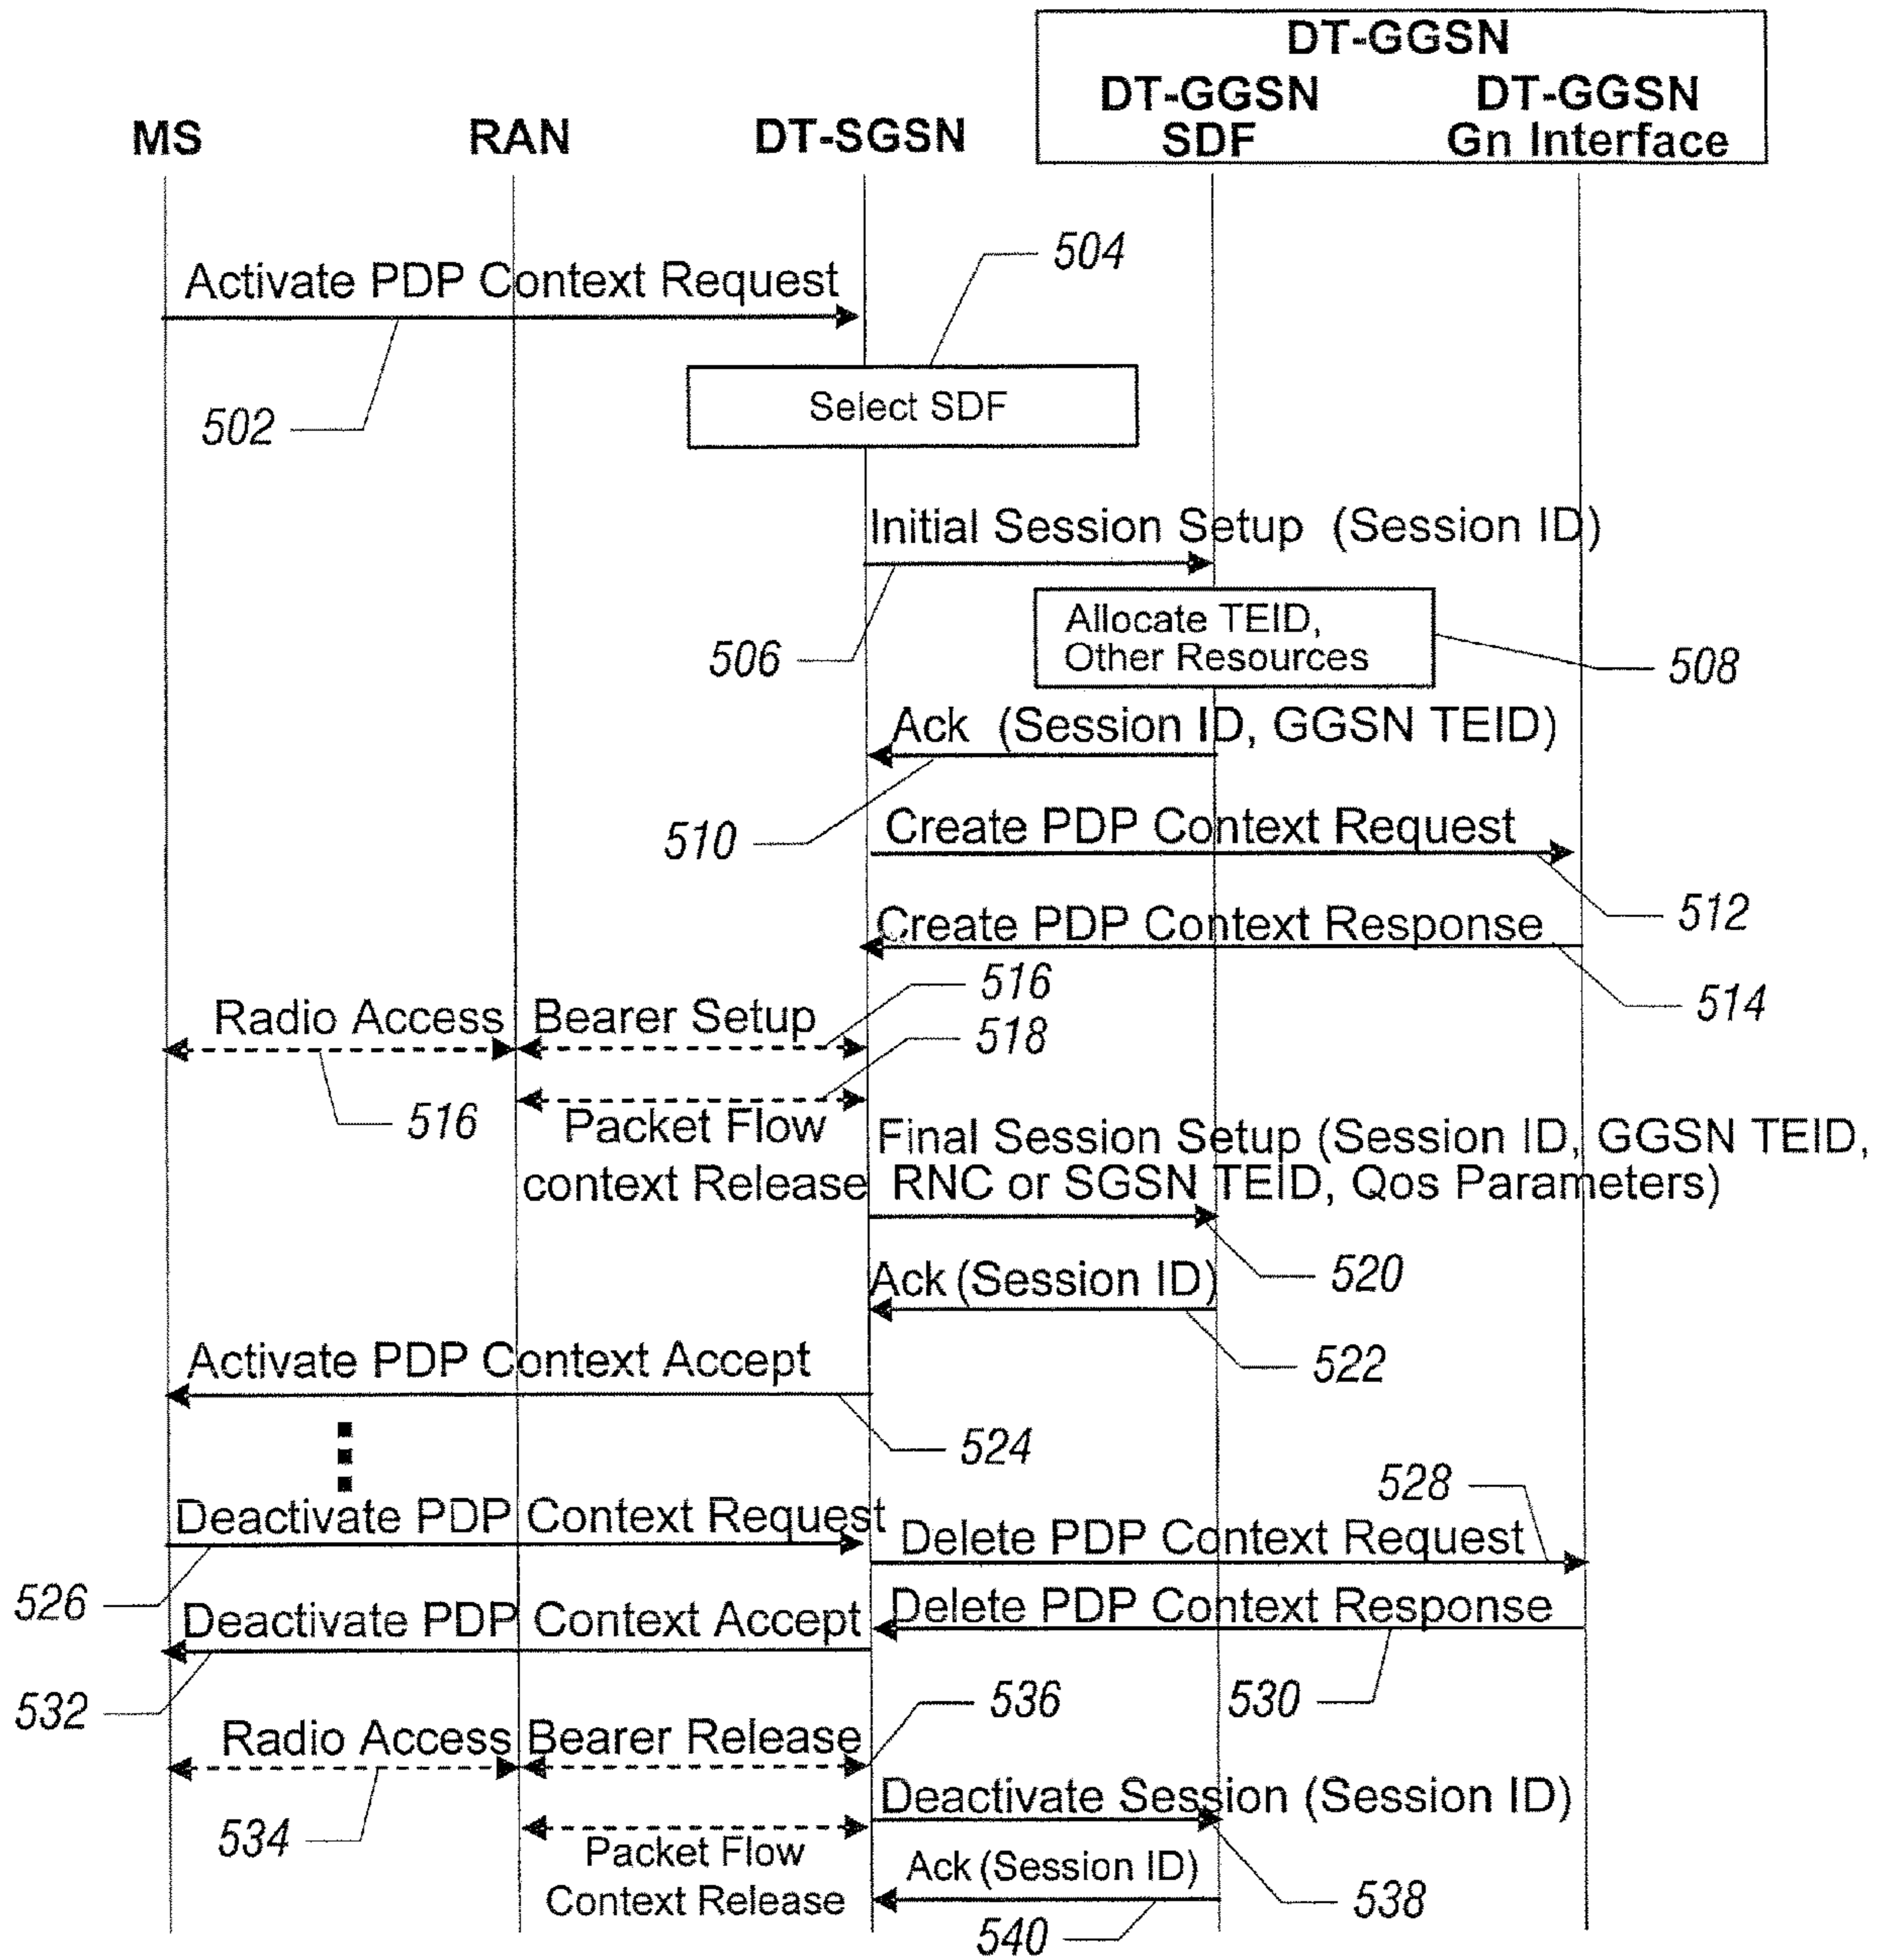 DT-GGSN
DT-GGSN DT-GGSN
MS RAN DT-SGSN SDF Gn Interface
504
Activate PDP Context Request
502
Select SDF
Initial Session Setup (Session ID)
506
Allocate TEID,
Other Resources
508
Ack (Session ID, GGSN TEID)
510
Create PDP Context Request
512
Create PDP Context Response
514
516
Radio Access Bearer Setup
518
516
Packet Flow
context Release
Final Session Setup (Session ID, GGSN TEID,
RNC or SGSN TEID, Qos Parameters)
520
Ack (Session ID)
522
Activate PDP Context Accept
524
528
Deactivate PDP Context Request
Delete PDP Context Request
526
Deactivate PDP Context Accept
Delete PDP Context Response
532
536
530
Radio Access Bearer Release
534
Deactivate Session (Session ID)
Packet Flow
Context Release
Ack (Session ID)
538
540